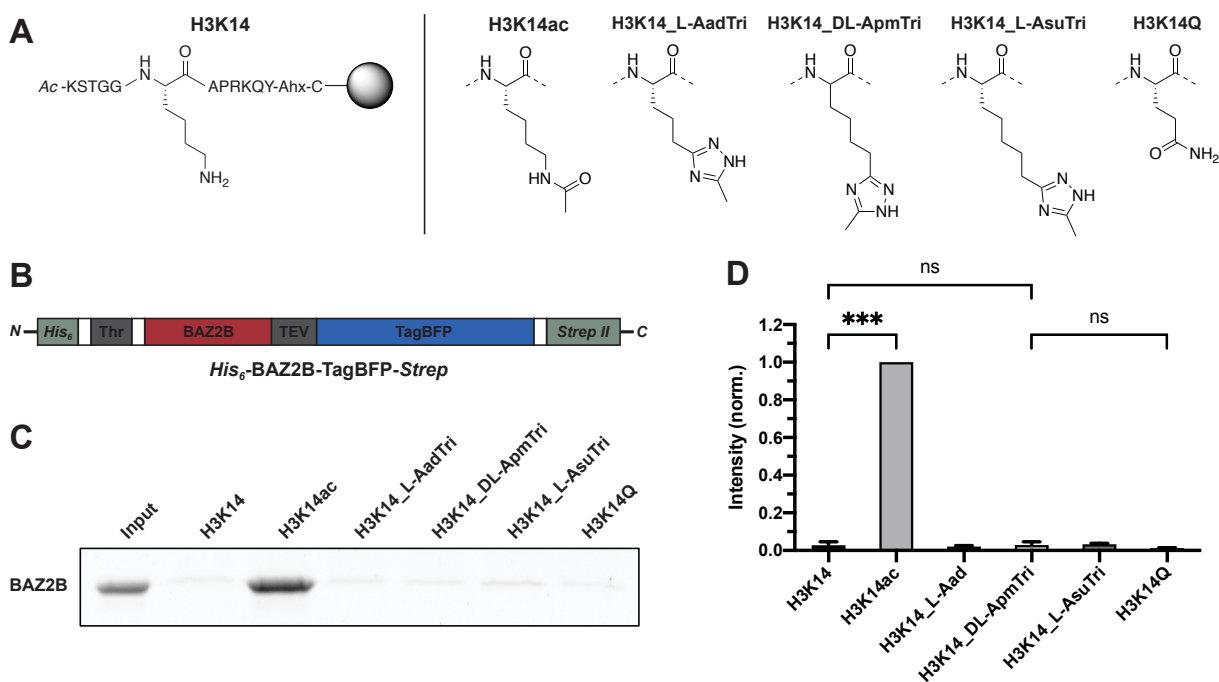 A
H3K14
H
N
O
Ac-KSTGG
APRKQY-Ahx-C
NH2
H3K14ac
H
N
O
HN
O
H3K14_L-AadTri
H
N
O
N
NH
N
H3K14_DL-ApmTri
H
N
O
N
N
NH
H3K14_L-AsuTri
H
N
O
N
NH
N
H3K14Q
H
N
O
O
NH2
B
N His6 Thr BAZ2B TEV TagBFP Strep II C
His6-BAZ2B-TagBFP-Strep
C
Input
H3K14
H3K14ac
H3K14_L-AadTri
H3K14_DL-ApmTri
H3K14_L-AsuTri
H3K14Q
BAZ2B
D
ns
***
ns
Intensity (norm.)
1.2
1.0
0.8
0.6
0.4
0.2
0.0
H3K14
H3K14ac
H3K14_L-Aad
H3K14_DL-ApmTri
H3K14_L-AsuTri
H3K14Q